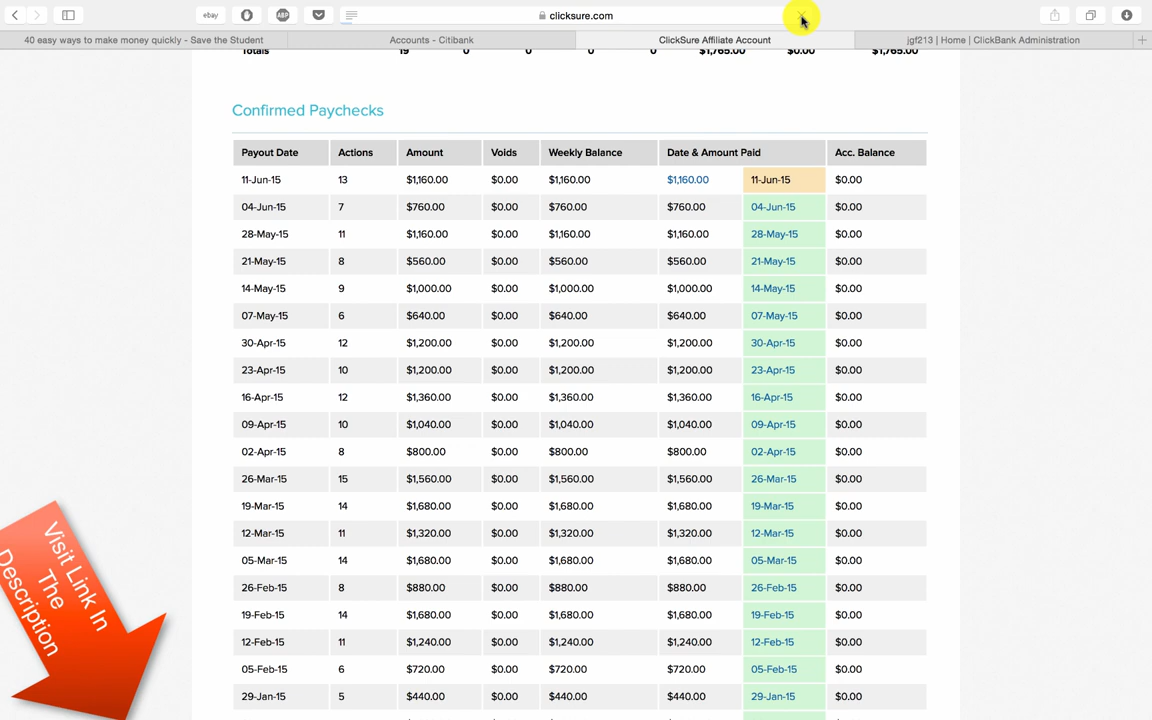 ebay ABP clicksure.com
40 easy ways to make money quickly - Save the Student Accounts - Citibank ClickSure Affiliate Account jgf213 | Home | ClickBank Administration
Totals 19 0 0 0 $1,765.00 $0.00 $1,765.00
Confirmed Paychecks
Payout Date Actions Amount Voids Weekly Balance Date & Amount Paid Acc. Balance
11-Jun-15 13 $1,160.00 $0.00 $1,160.00 $1,160.00 11-Jun-15 $0.00
04-Jun-15 7 $760.00 $0.00 $760.00 $760.00 04-Jun-15 $0.00
28-May-15 11 $1,160.00 $0.00 $1,160.00 $1,160.00 28-May-15 $0.00
21-May-15 8 $560.00 $0.00 $560.00 $560.00 21-May-15 $0.00
14-May-15 9 $1,000.00 $0.00 $1,000.00 $1,000.00 14-May-15 $0.00
07-May-15 6 $640.00 $0.00 $640.00 $640.00 07-May-15 $0.00
30-Apr-15 12 $1,200.00 $0.00 $1,200.00 $1,200.00 30-Apr-15 $0.00
23-Apr-15 10 $1,200.00 $0.00 $1,200.00 $1,200.00 23-Apr-15 $0.00
16-Apr-15 12 $1,360.00 $0.00 $1,360.00 $1,360.00 16-Apr-15 $0.00
09-Apr-15 10 $1,040.00 $0.00 $1,040.00 $1,040.00 09-Apr-15 $0.00
02-Apr-15 8 $800.00 $0.00 $800.00 $800.00 02-Apr-15 $0.00
26-Mar-15 15 $1,560.00 $0.00 $1,560.00 $1,560.00 26-Mar-15 $0.00
19-Mar-15 14 $1,680.00 $0.00 $1,680.00 $1,680.00 19-Mar-15 $0.00
12-Mar-15 11 $1,320.00 $0.00 $1,320.00 $1,320.00 12-Mar-15 $0.00
05-Mar-15 14 $1,680.00 $0.00 $1,680.00 $1,680.00 05-Mar-15 $0.00
26-Feb-15 8 $880.00 $0.00 $880.00 $880.00 26-Feb-15 $0.00
19-Feb-15 14 $1,680.00 $0.00 $1,680.00 $1,680.00 19-Feb-15 $0.00
12-Feb-15 11 $1,240.00 $0.00 $1,240.00 $1,240.00 12-Feb-15 $0.00
05-Feb-15 6 $720.00 $0.00 $720.00 $720.00 05-Feb-15 $0.00
29-Jan-15 5 $440.00 $0.00 $440.00 $440.00 29-Jan-15 $0.00
Visit Link In
The
Description